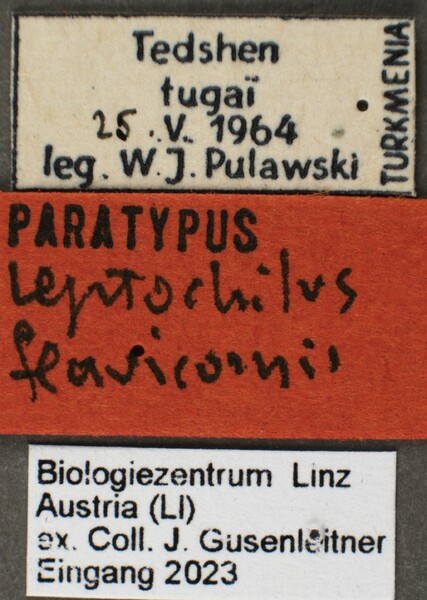 Tedshen
tugaï
25.V.1964
leg. W.J. Pulawski
TURKMENIA
PARATYPUS
Leptochilus
flavicornis
Biologiezentrum Linz
Austria (LI)
ex. Coll. J. Gusenleitner
Eingang 2023